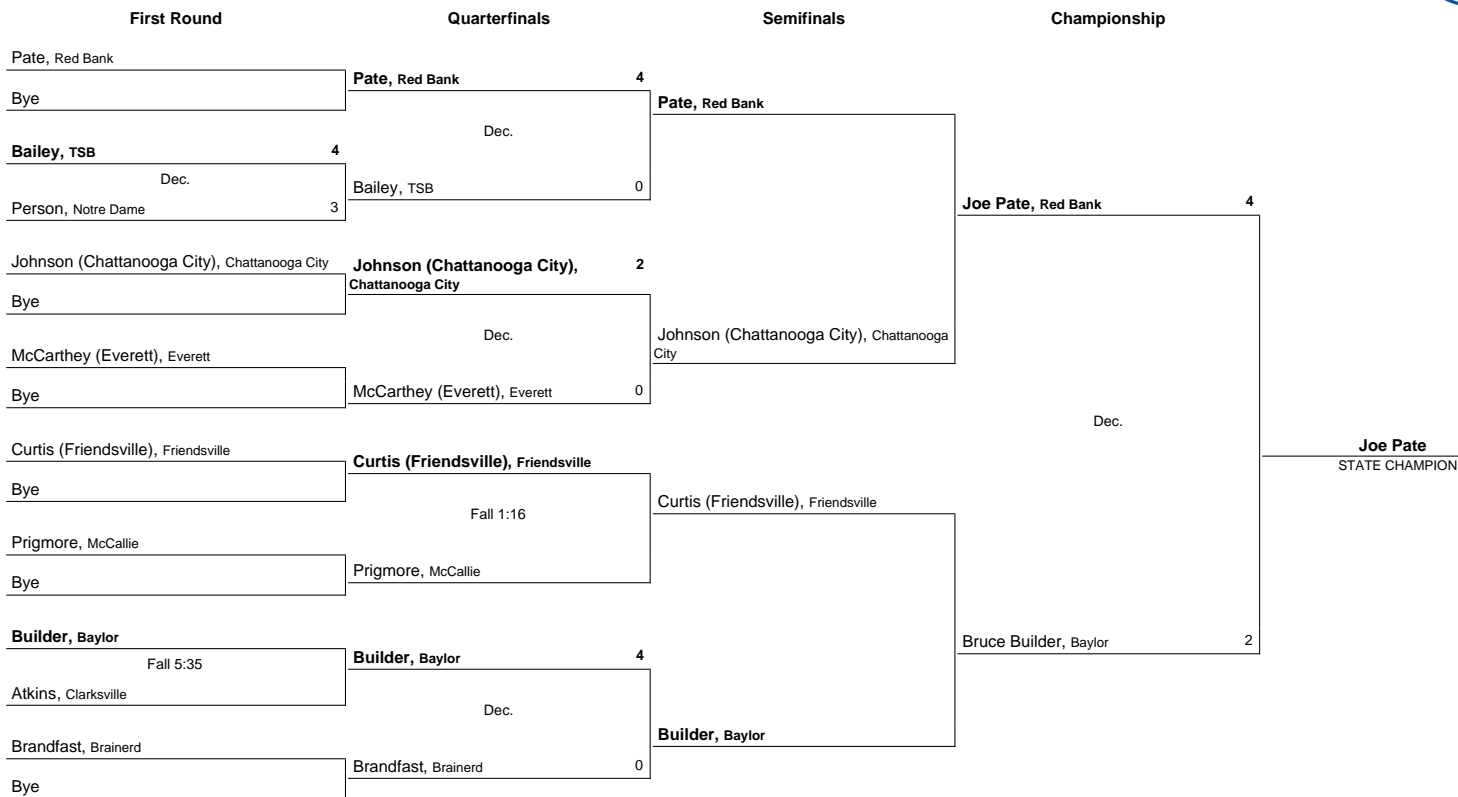 First Round Quarterfinals Semifinals Championship
Pate, Red Bank
Bye
Bailey, TSB 4
Dec.
Person, Notre Dame 3
Johnson (Chattanooga City), Chattanooga City
Bye
McCarthey (Everett), Everett
Bye
Curtis (Friendsville), Friendsville
Bye
Prigmore, McCallie
Bye
Builder, Baylor
Fall 5:35
Atkins, Clarksville
Brandfast, Brainerd
Bye
Pate, Red Bank 4
Dec.
Bailey, TSB 0
Johnson (Chattanooga City), 2
Chattanooga City
Dec.
McCarthey (Everett), Everett 0
Curtis (Friendsville), Friendsville
Fall 1:16
Prigmore, McCallie
Builder, Baylor 4
Dec.
Brandfast, Brainerd 0
Pate, Red Bank
Johnson (Chattanooga City), Chattanooga
City
Curtis (Friendsville), Friendsville
Builder, Baylor
Joe Pate, Red Bank 4
Dec.
Bruce Builder, Baylor 2
Joe Pate
STATE CHAMPION